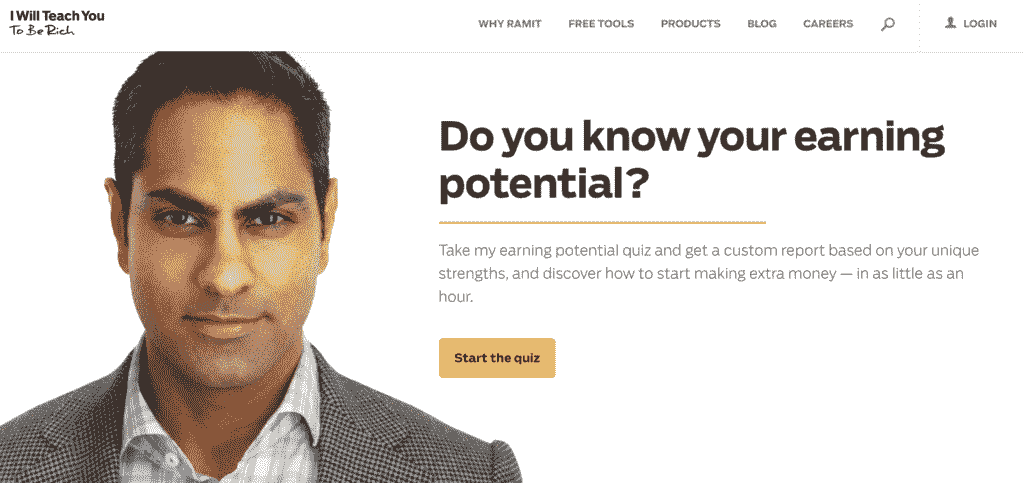 I Will Teach You
To Be Rich
WHY RAMIT
FREE TOOLS
PRODUCTS
BLOG
CAREERS
LOGIN
Do you know your earning
potential?
Take my earning potential quiz and get a custom report based on your unique
strengths, and discover how to start making extra money — in as little as an
hour.
Start the quiz